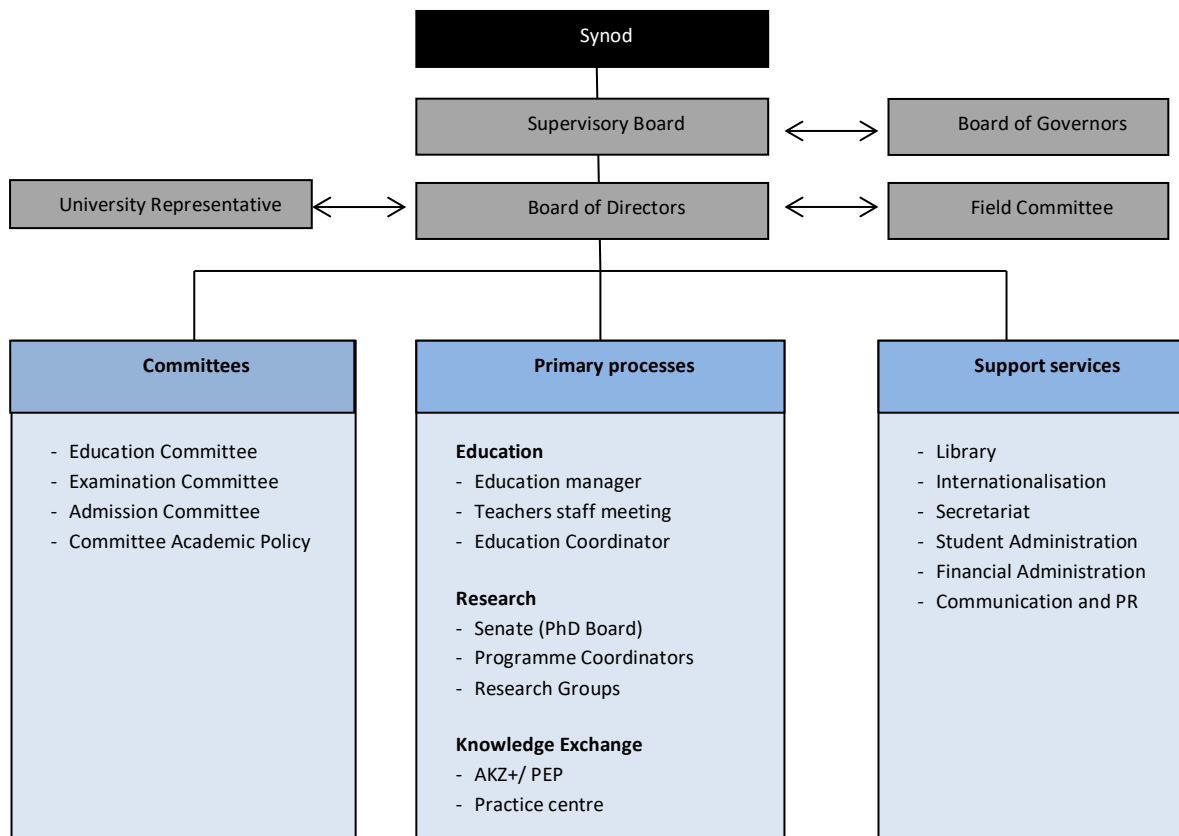 Synod
Supervisory Board
Board of Governors
University Representative
Board of Directors
Field Committee
Committees
- Education Committee
- Examination Committee
- Admission Committee
- Committee Academic Policy
Primary processes
Education
- Education manager
- Teachers staff meeting
- Education Coordinator
Research
- Senate (PhD Board)
- Programme Coordinators
- Research Groups
Knowledge Exchange
- AKZ+/ PEP
- Practice centre
Support services
- Library
- Internationalisation
- Secretariat
- Student Administration
- Financial Administration
- Communication and PR